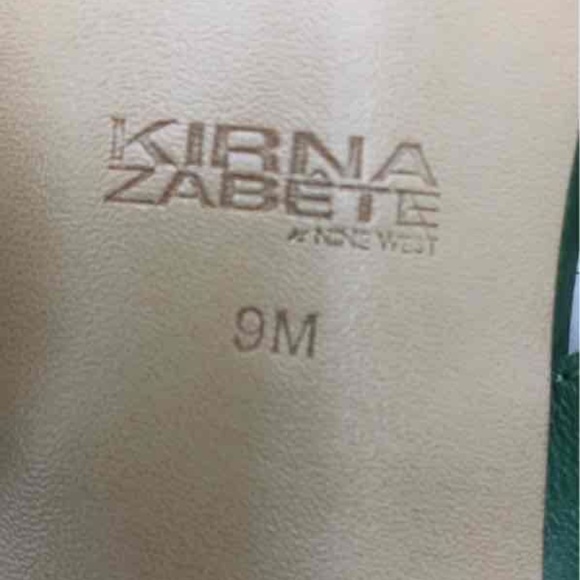 KIRNA
ZABÊTE
NINE WEST
9M